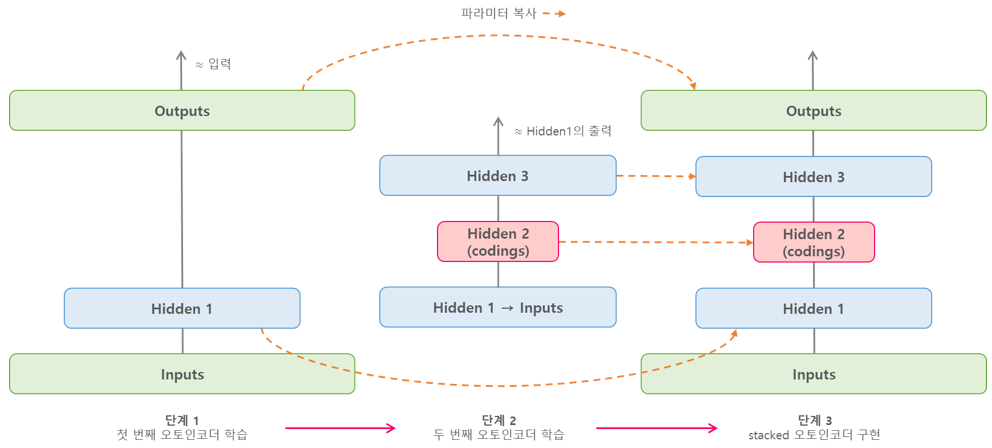 파라미터 복사
≈ 입력
Outputs
Outputs
≈ Hidden1의 출력
Hidden 3
Hidden 3
Hidden 2
(codings)
Hidden 2
(codings)
Hidden 1
Hidden 1 → Inputs
Hidden 1
Inputs
Inputs
단계 1
첫 번째 오토인코더 학습
단계 2
두 번째 오토인코더 학습
단계 3
stacked 오토인코더 구현